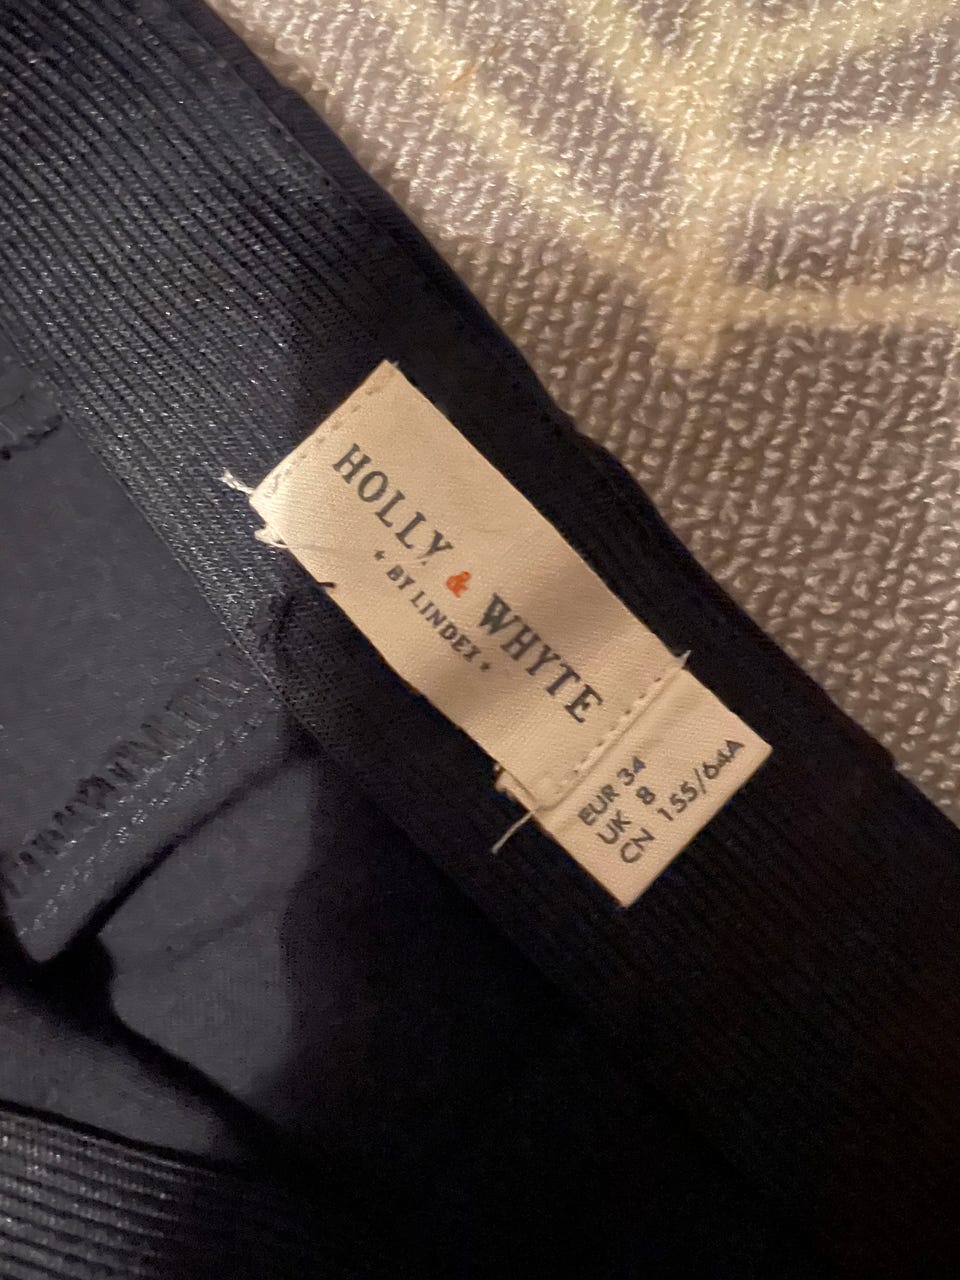 HOLLY & WHYTE
* BY LINDEX *
EUR 34
UK 8
CN 155/64A